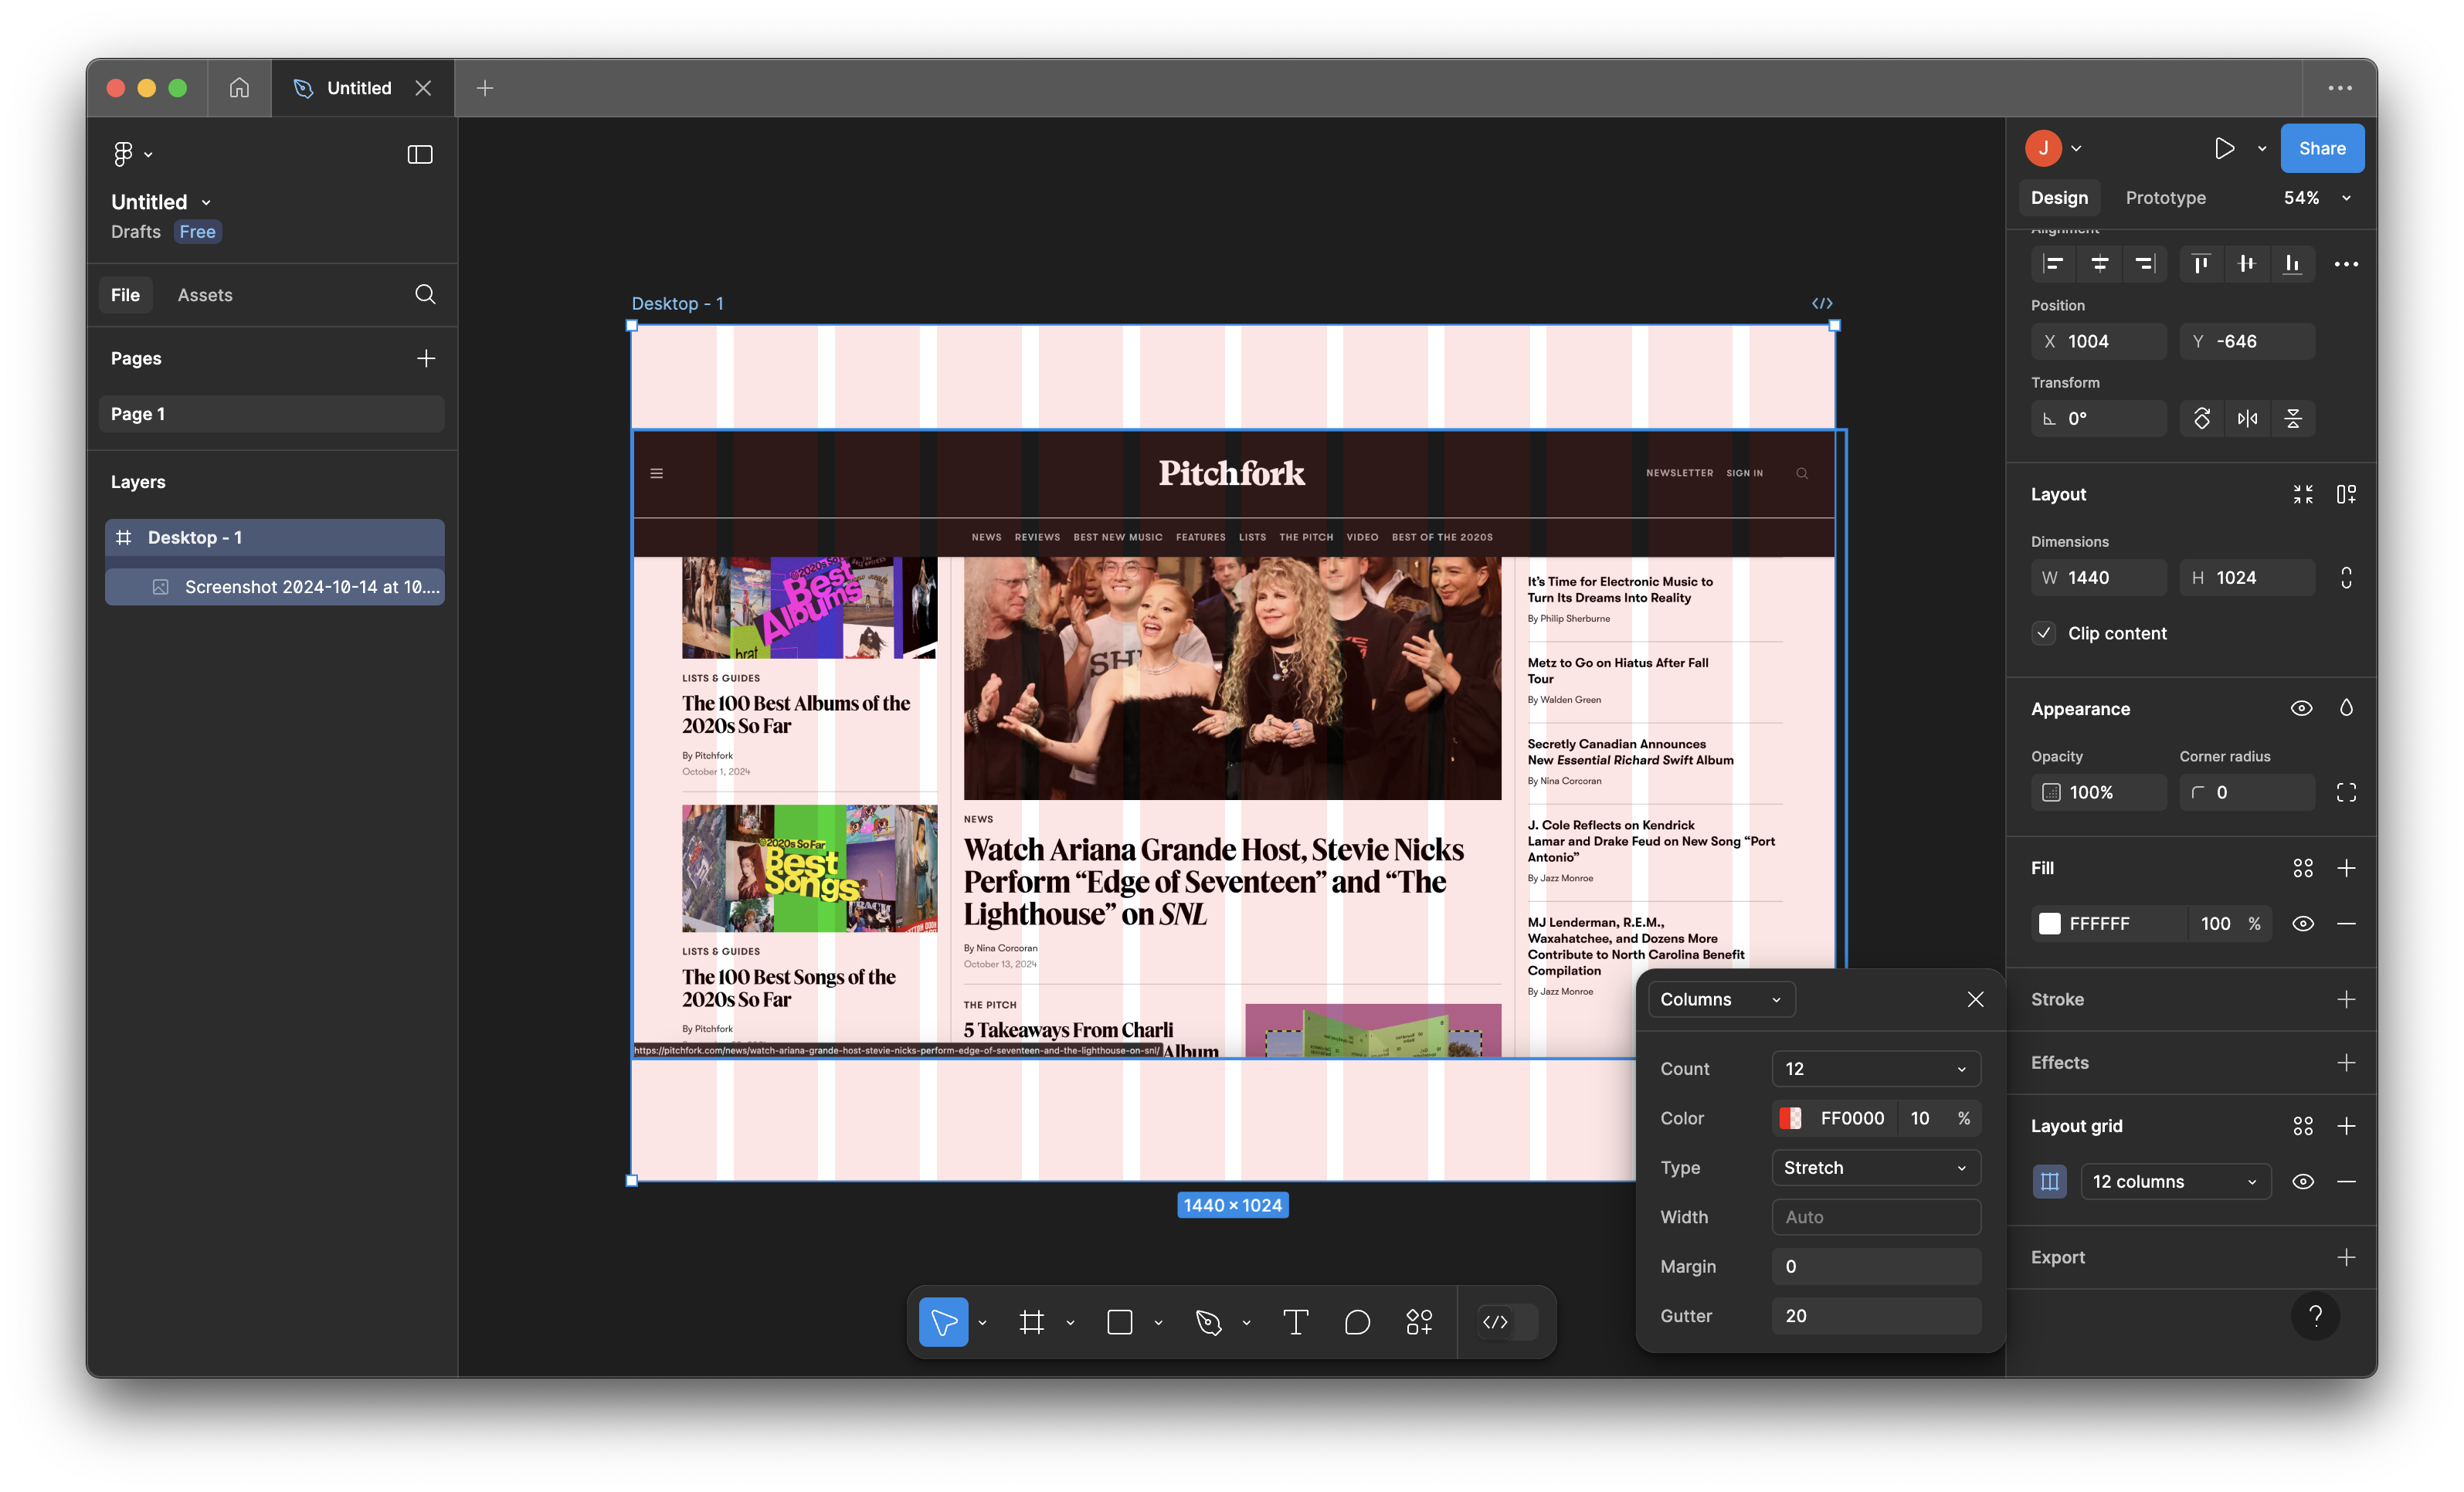 Untitled
Untitled
Drafts Free
File Assets
Pages
Page 1
Layers
Desktop - 1
Screenshot 2024-10-14 at 10....
Desktop - 1
Pitchfork
NEWSLETTER SIGN IN
NEWS REVIEWS BEST NEW MUSIC FEATURES LISTS THE PITCH VIDEO BEST OF THE 2020S
©2020s So Far
Best
Albums
brat
LISTS & GUIDES
The 100 Best Albums of the
2020s So Far
By Pitchfork
October 1, 2024
©2020s So Far
Best
Songs
LISTS & GUIDES
The 100 Best Songs of the
2020s So Far
By Pitchfork
https://pitchfork.com/news/watch-ariana-grande-host-stevie-nicks-perform-edge-of-seventeen-and-the-lighthouse-on-snl/
NEWS
Watch Ariana Grande Host, Stevie Nicks
Perform “Edge of Seventeen” and “The
Lighthouse” on SNL
By Nina Corcoran
October 13, 2024
THE PITCH
5 Takeaways From Charli
Album
It’s Time for Electronic Music to
Turn Its Dreams Into Reality
By Philip Sherburne
Metz to Go on Hiatus After Fall
Tour
By Walden Green
Secretly Canadian Announces
New Essential Richard Swift Album
By Nina Corcoran
J. Cole Reflects on Kendrick
Lamar and Drake Feud on New Song “Port
Antonio”
By Jazz Monroe
MJ Lenderman, R.E.M.,
Waxahatchee, and Dozens More
Contribute to North Carolina Benefit
Compilation
By Jazz Monroe
1440 × 1024
Columns
Count 12
Color FF0000 10 %
Type Stretch
Width Auto
Margin 0
Gutter 20
J
Share
Design Prototype 54%
Alignment
Position
X 1004 Y -646
Transform
0°
Layout
Dimensions
W 1440 H 1024
Clip content
Appearance
Opacity Corner radius
100% 0
Fill
FFFFFF 100 %
Stroke
Effects
Layout grid
12 columns
Export
?